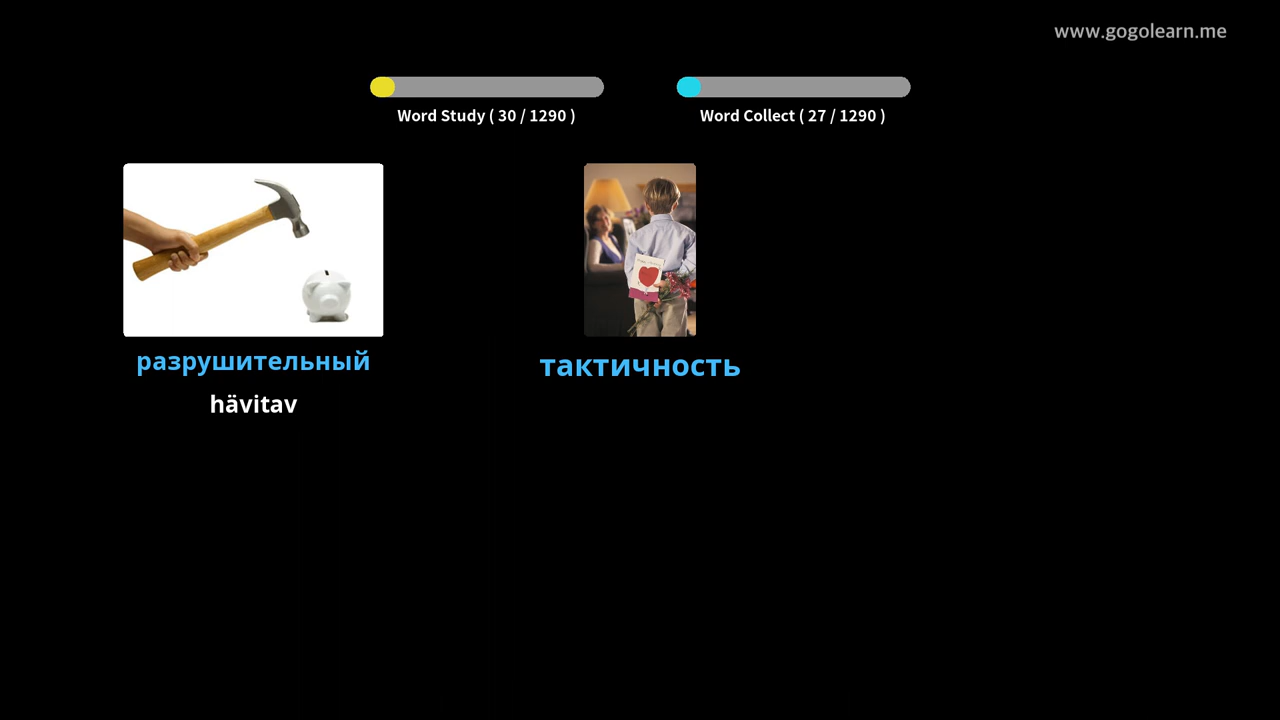 www.gogolearn.me
Word Study ( 30 / 1290 )
Word Collect ( 27 / 1290 )
разрушительный
hävitav
тактичность